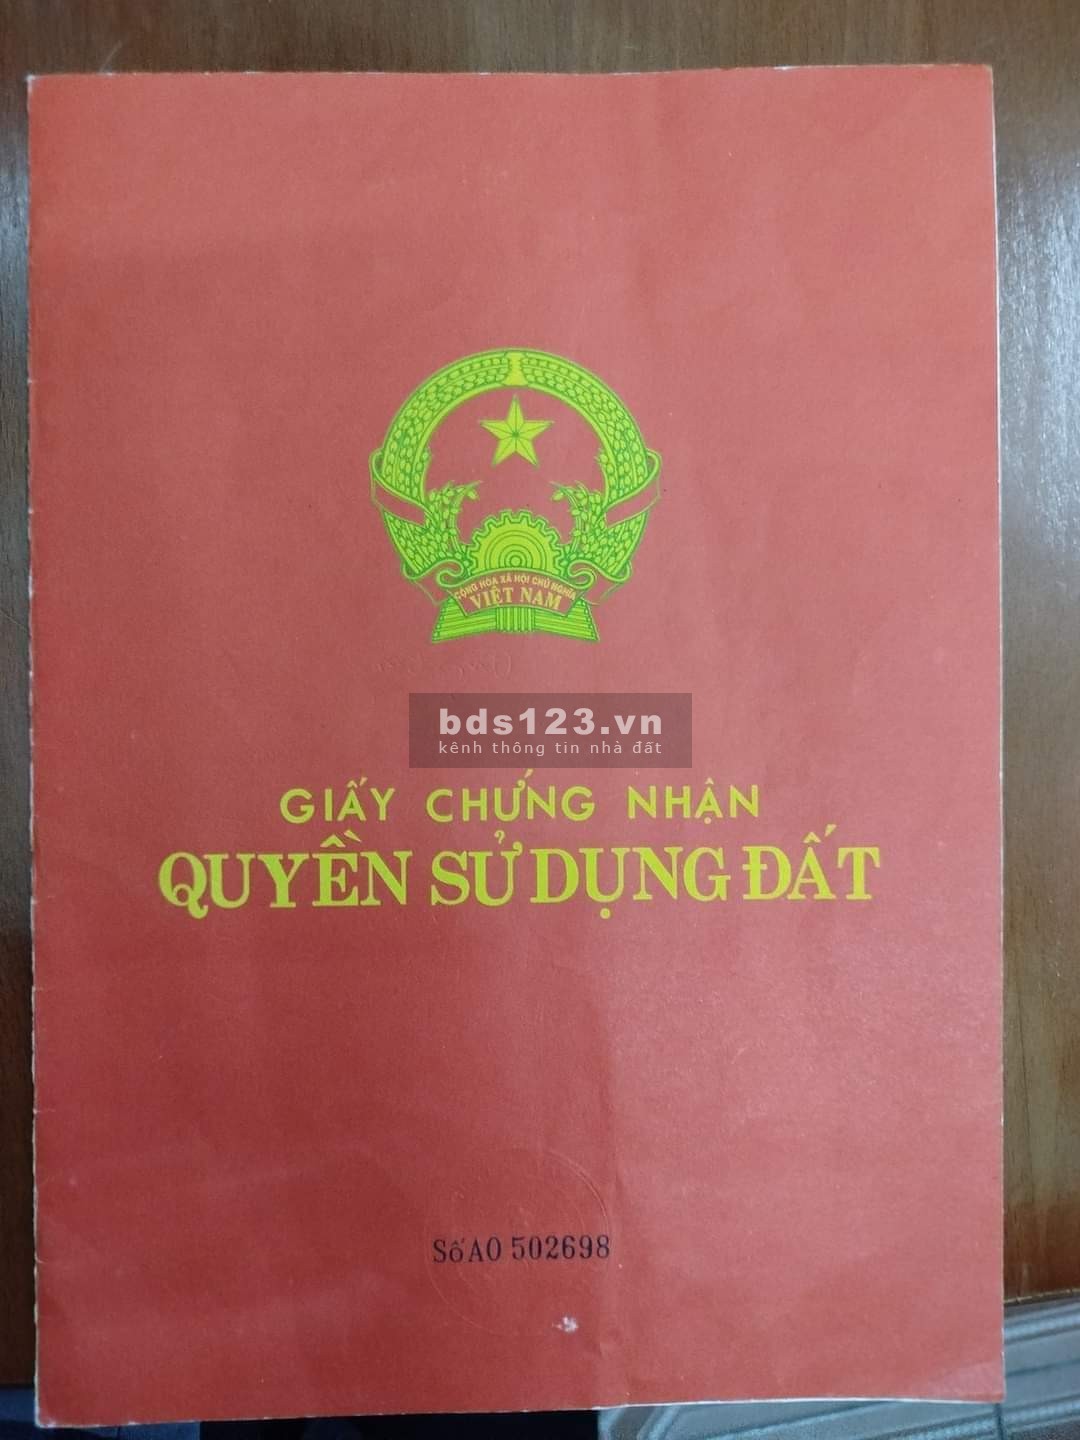 CỘNG HÒA XÃ HỘI CHỦ NGHĨA
VIỆT NAM
bds123.vn
kênh thông tin nhà đất
GIẤY CHỨNG NHẬN
QUYỀN SỬ DỤNG ĐẤT
Số AO 502698